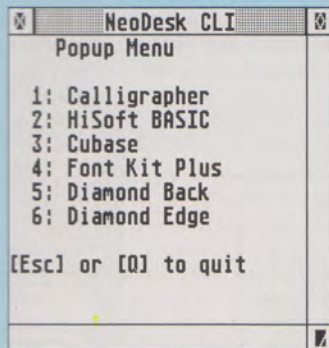 NeoDesk CLI
Popup Menu
1: Calligrapher
2: HiSoft BASIC
3: Cubase
4: Font Kit Plus
5: Diamond Back
6: Diamond Edge
[Esc] or [Q] to quit